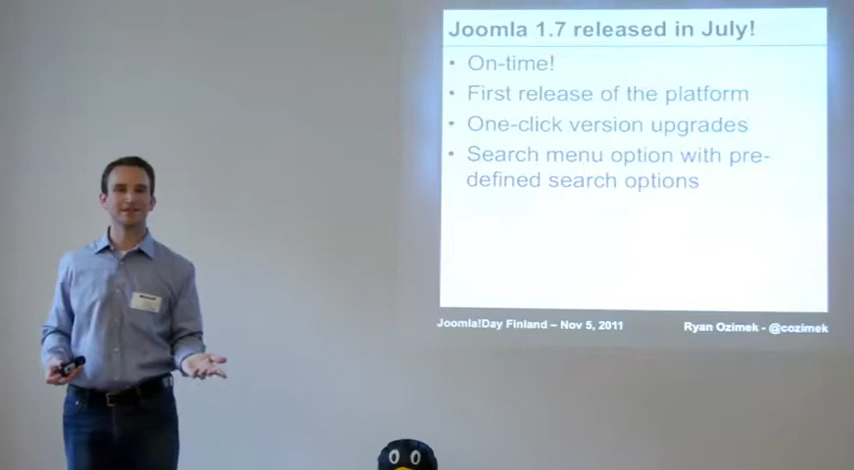 Joomla 1.7 released in July!
• On-time!
• First release of the platform
• One-click version upgrades
• Search menu option with pre-
defined search options
Joomla!Day Finland – Nov 5, 2011
Ryan Ozimek - @cozimek